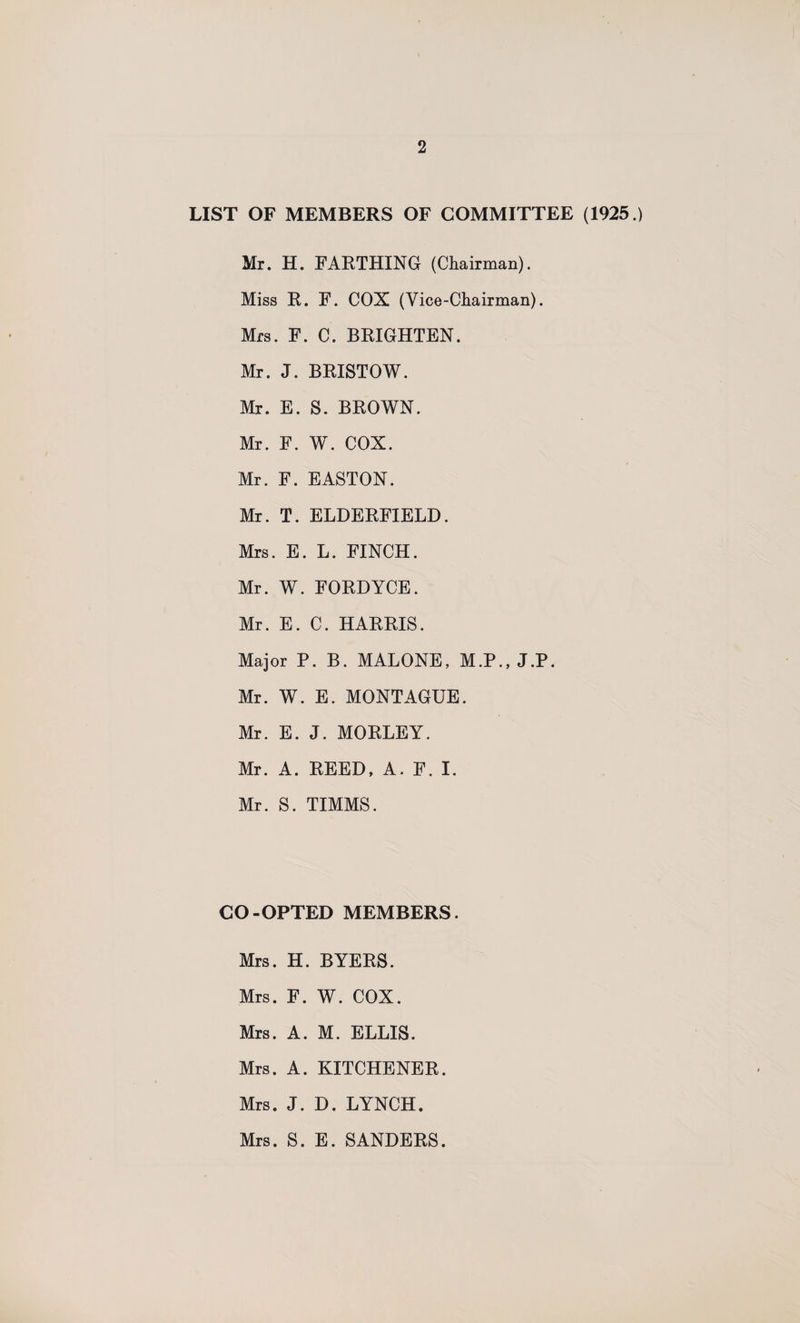 2
LIST OF MEMBERS OF COMMITTEE (1925.)
Mr. H. FARTHING (Chairman).
Miss R. F. COX (Vice-Chairman).
Mrs. F. C. BRIGHTEN.
Mr. J. BRISTOW.
Mr. E. S. BROWN.
Mr. F. W. COX.
Mr. F. EASTON.
Mr. T. ELDERFIELD.
Mrs. E. L. FINCH.
Mr. W. FORDYCE.
Mr. E. C. HARRIS.
Major P. B. MALONE, M.P., J.P.
Mr. W. E. MONTAGUE.
Mr. E. J. MORLEY.
Mr. A. REED, A. F. I.
Mr. S. TIMMS.
CO-OPTED MEMBERS.
Mrs. H. BYERS.
Mrs. F. W. COX.
Mrs. A. M. ELLIS.
Mrs. A. KITCHENER.
Mrs. J. D. LYNCH.
Mrs. S. E. SANDERS.